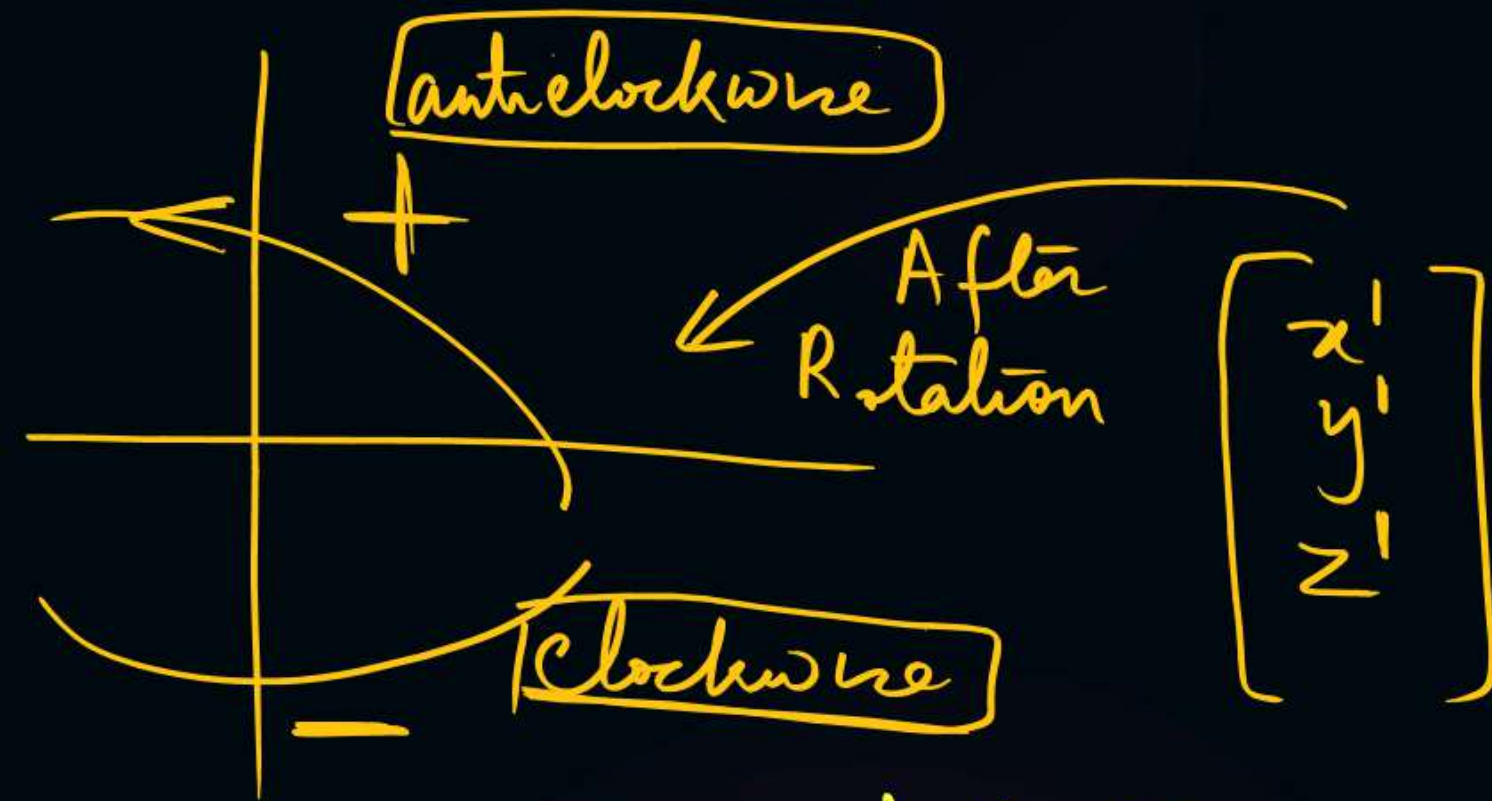 anticlockwise
+
After
Rotation
x'
y'
z'
Clockwise
−